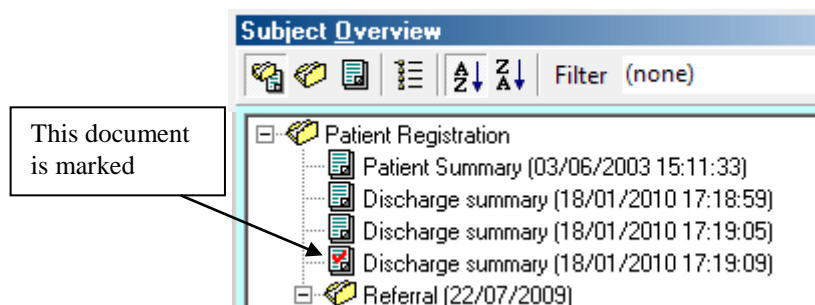 Subject Overview
Filter (none)
This document
is marked
Patient Registration
Patient Summary (03/06/2003 15:11:33)
Discharge summary (18/01/2010 17:18:59)
Discharge summary (18/01/2010 17:19:05)
Discharge summary (18/01/2010 17:19:09)
Referral (22/07/2009)